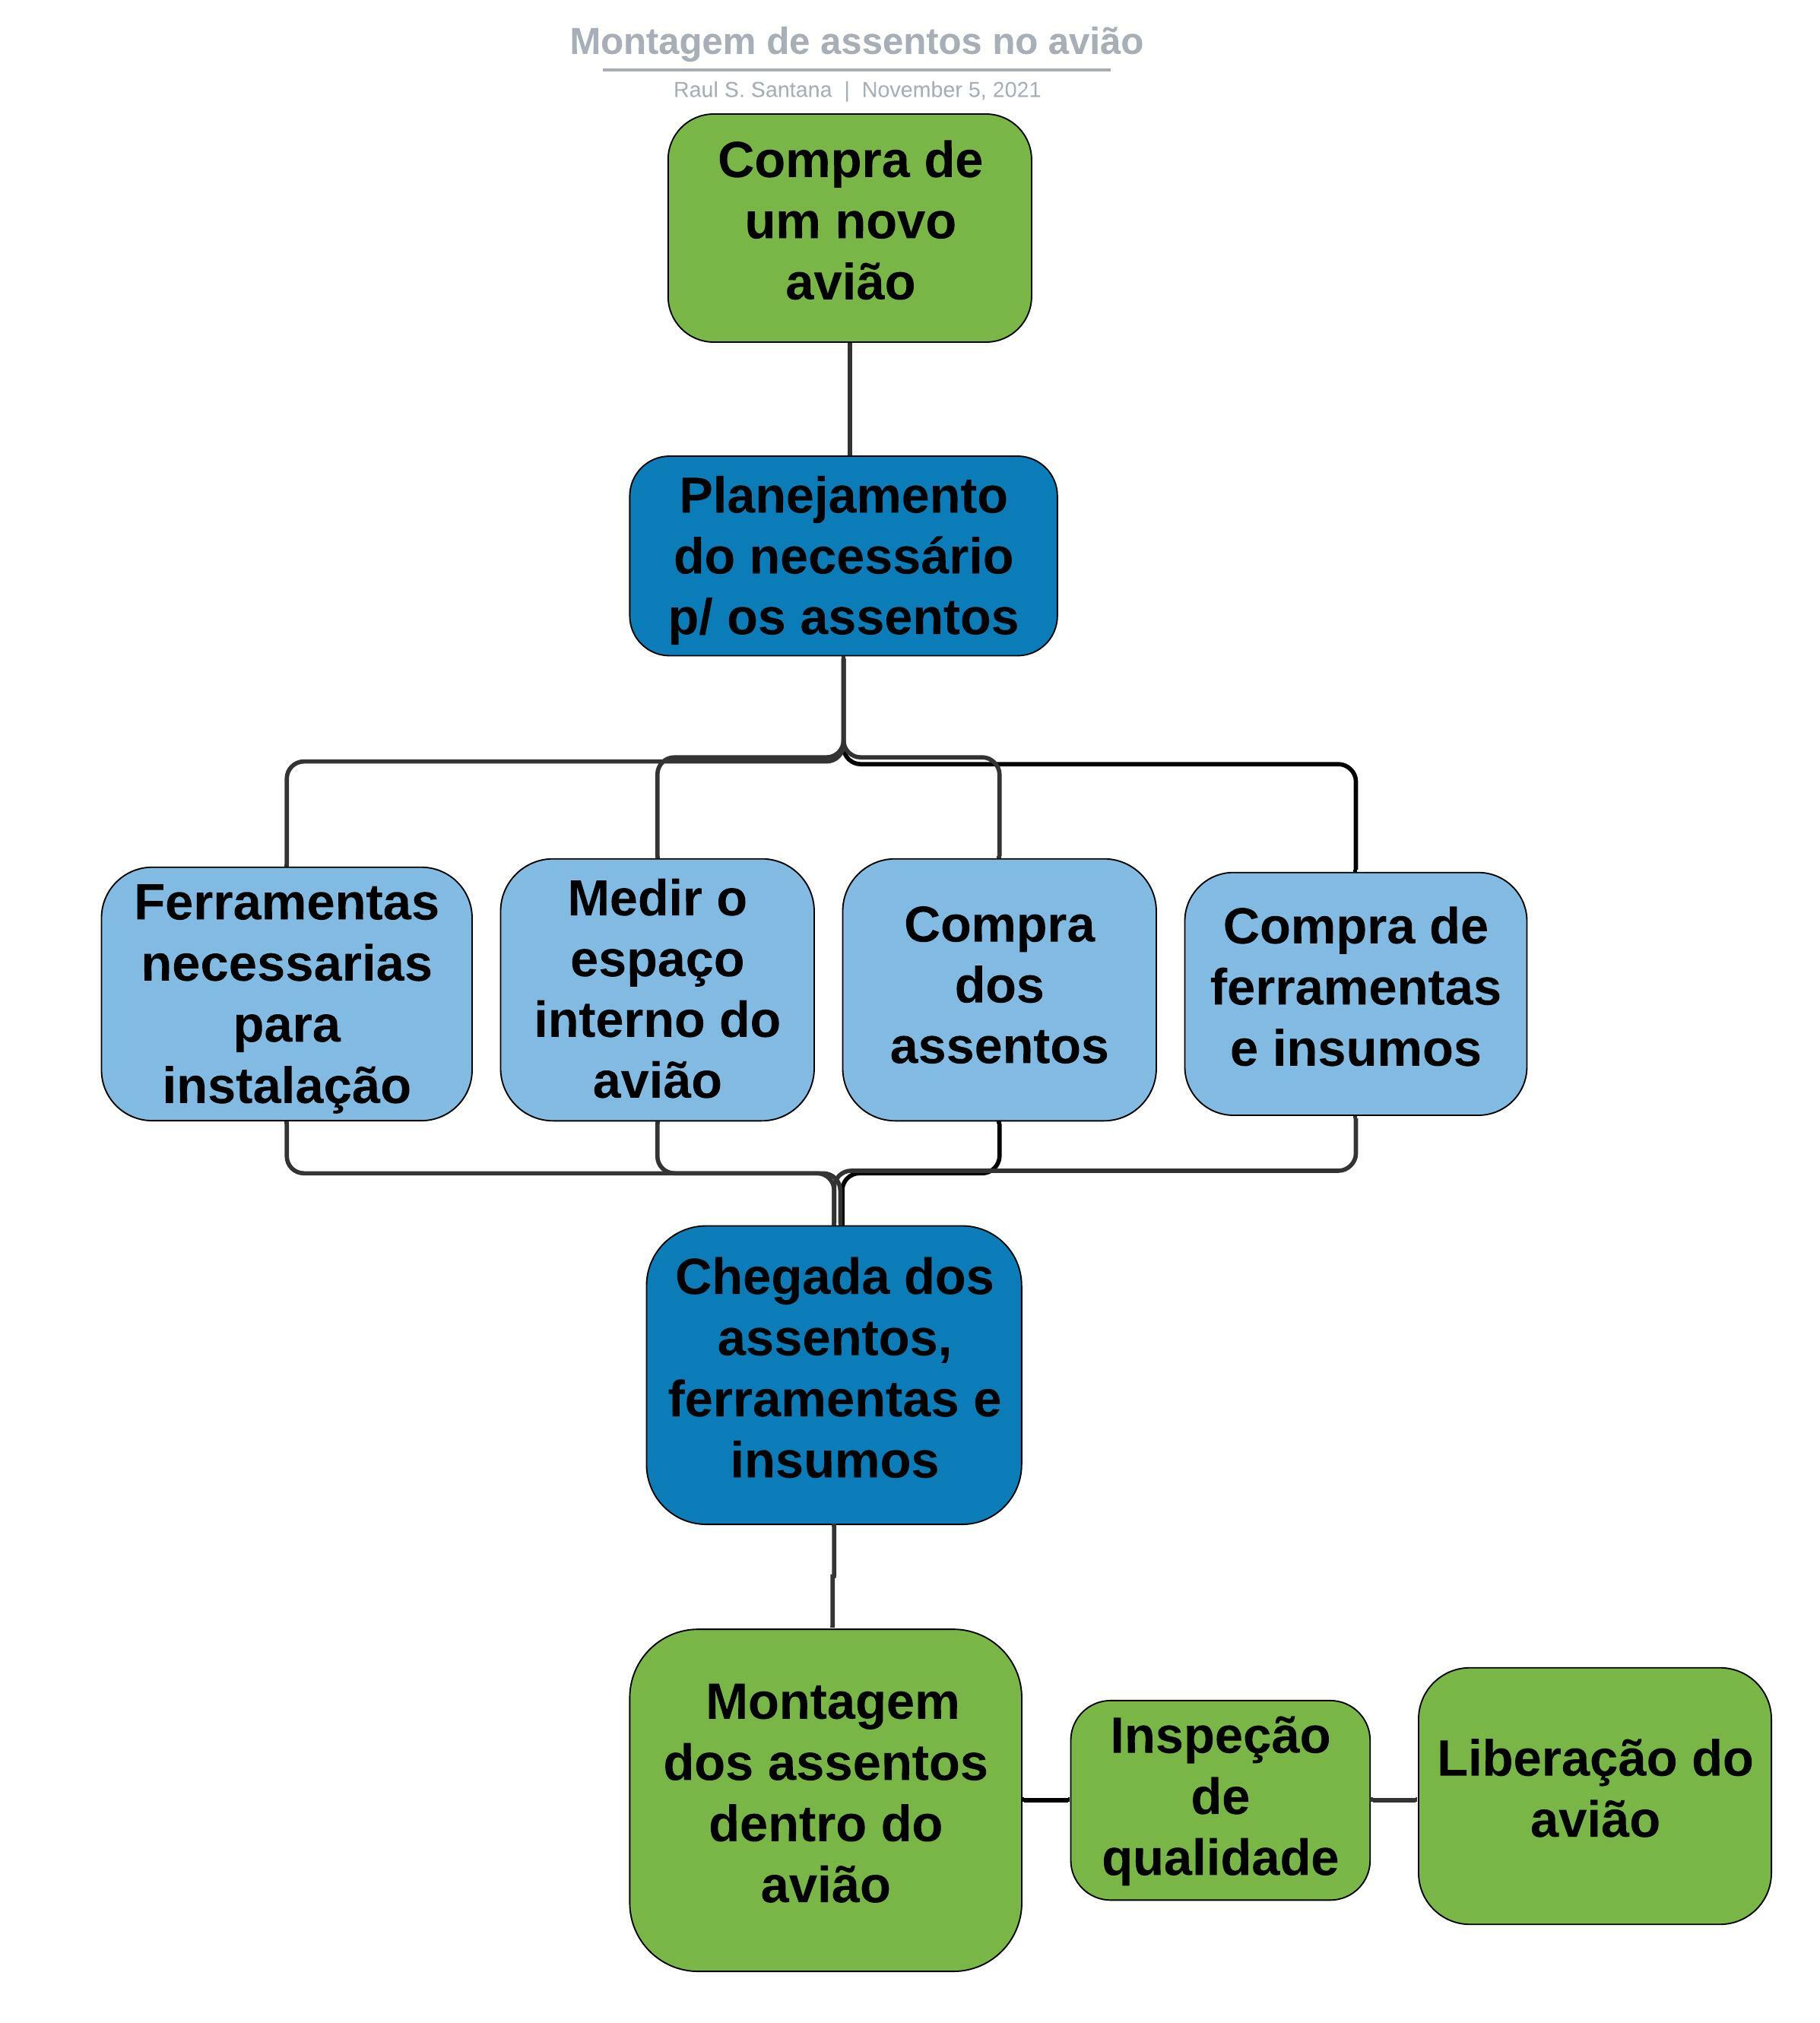 Montagem de assentos no avião
Raul S. Santana | November 5, 2021
Compra de
um novo
avião
Planejamento
do necessário
p/ os assentos
Ferramentas
necessarias
para
instalação
Medir o
espaço
interno do
avião
Compra
dos
assentos
Compra de
ferramentas
e insumos
Chegada dos
assentos,
ferramentas e
insumos
Montagem
dos assentos
dentro do
avião
Inspeção
de
qualidade
Liberação do
avião